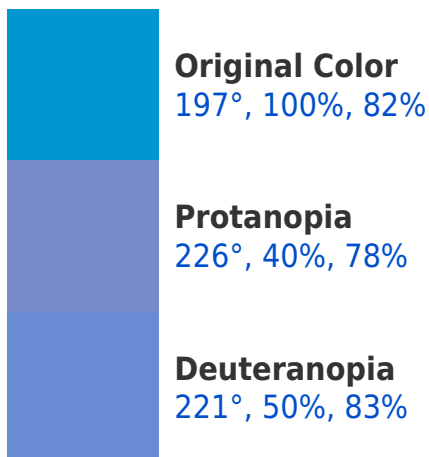 Original Color
197°, 100%, 82%
Protanopia
226°, 40%, 78%
Deuteranopia
221°, 50%, 83%